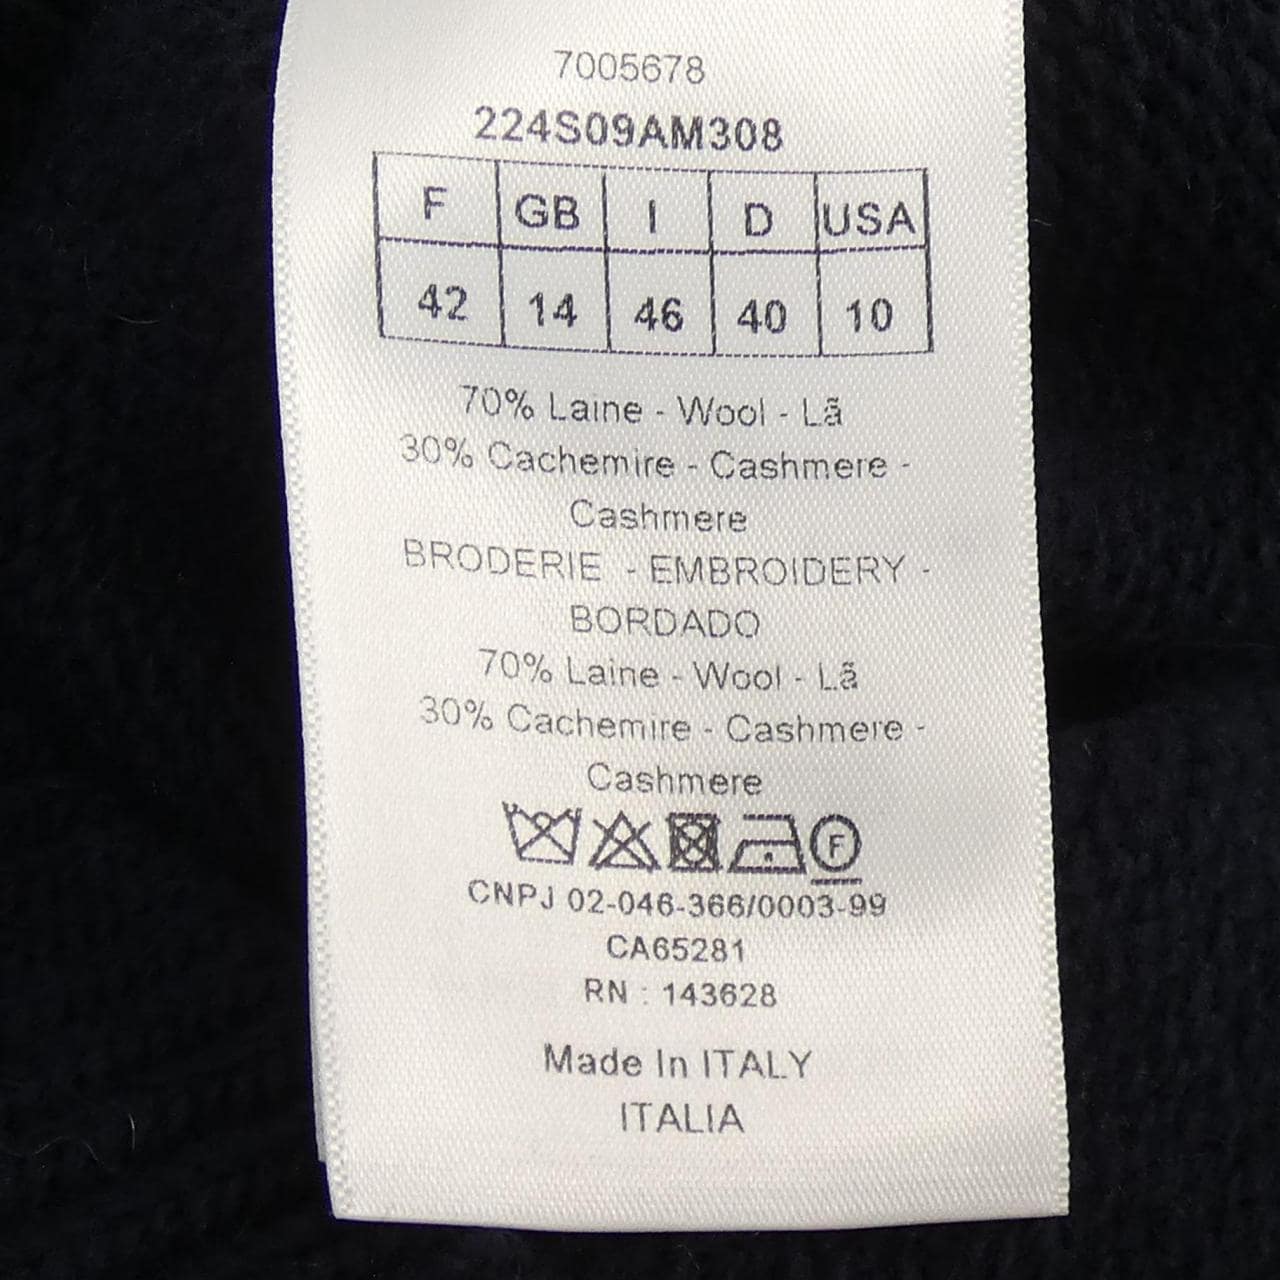 7005678
224S09AM308
F GB I D USA
42 14 46 40 10
70% Laine - Wool - Lã
30% Cachemire - Cashmere -
Cashmere
BRODERIE - EMBROIDERY -
BORDADO
70% Laine - Wool - Lã
30% Cachemire - Cashmere -
Cashmere
F
CNPJ 02-046-366/0003-99
CA65281
RN : 143628
Made In ITALY
ITALIA